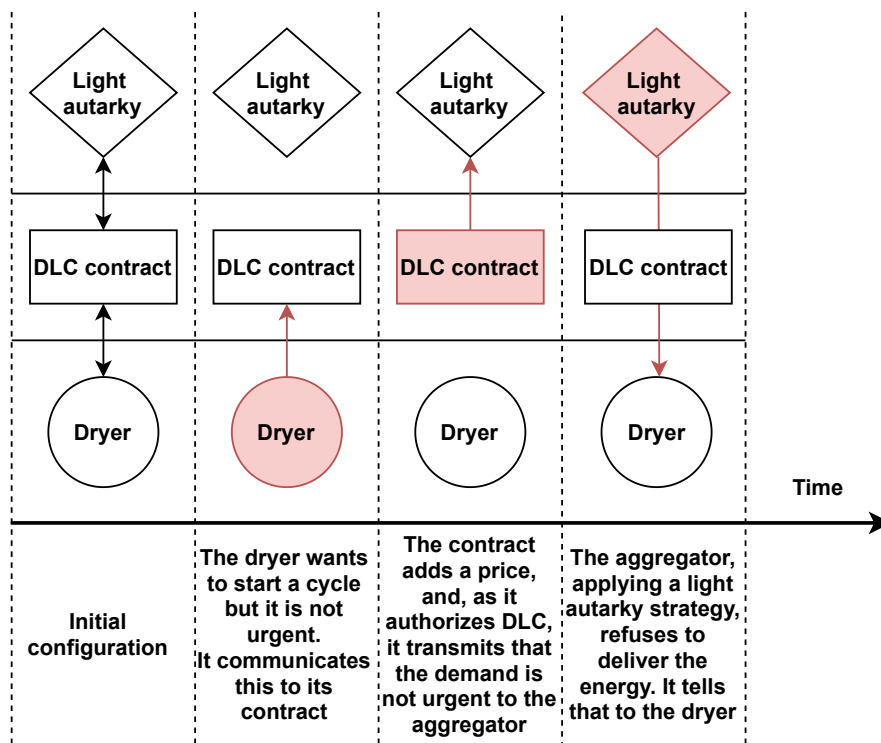 Light
autarky
Light
autarky
Light
autarky
Light
autarky
DLC contract
DLC contract
DLC contract
DLC contract
Dryer
Dryer
Dryer
Dryer
Time
Initial
configuration
The dryer wants
to start a cycle
but it is not
urgent.
It communicates
this to its
contract
The contract
adds a price,
and, as it
authorizes DLC,
it transmits that
the demand is
not urgent to the
aggregator
The aggregator,
applying a light
autarky strategy,
refuses to
deliver the
energy. It tells
that to the dryer